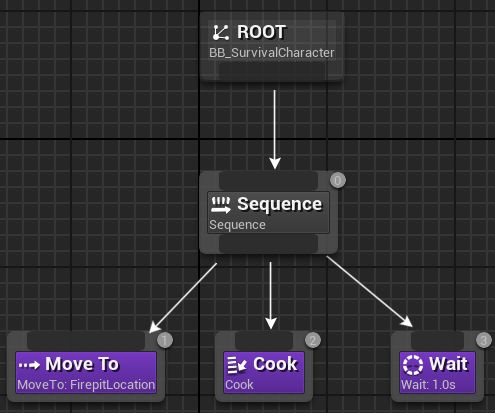 ROOT
BB_SurvivalCharacter
0
Sequence
Sequence
1
2
3
Move To
MoveTo: FirepitLocation
Cook
Cook
Wait
Wait: 1.0s